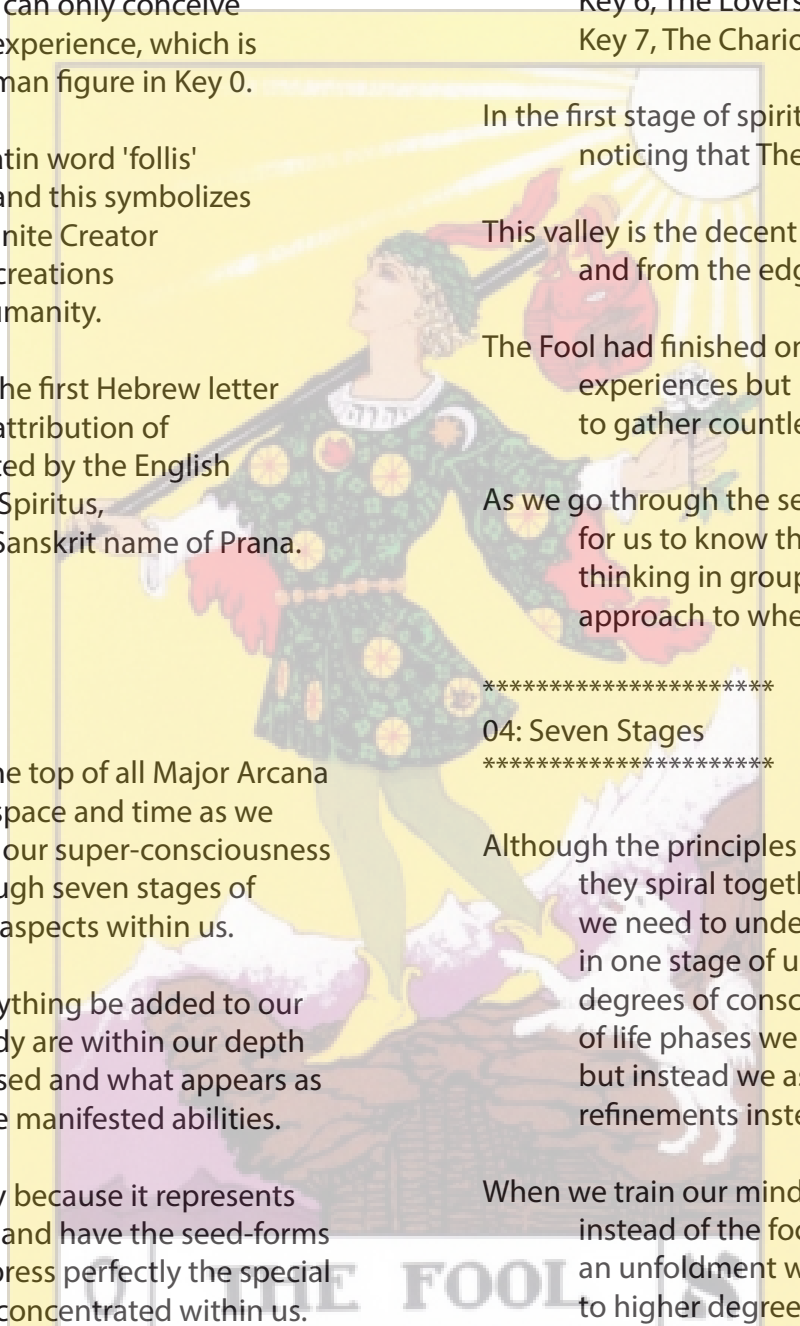 can only conceive
experience, which is
man figure in Key 0.
tin word 'follis'
and this symbolizes
nite Creator
creations
umanity.
he first Hebrew letter
attribution of
ted by the English
Spiritus,
Sanskrit name of Prana.
ne top of all Major Arcana
space and time as we
our super-consciousness
ugh seven stages of
aspects within us.
ything be added to our
dy are within our depth
sed and what appears as
e manifested abilities.
y because it represents
and have the seed-forms
press perfectly the special
concentrated within us.
Key 6, The Lovers
Key 7, The Chario
In the first stage of spirit
noticing that The
This valley is the decent
and from the edg
The Fool had finished or
experiences but
to gather countle
As we go through the se
for us to know th
thinking in group
approach to whe
**********************
04: Seven Stages
**********************
Although the principles
they spiral togeth
we need to unde
in one stage of u
degrees of consc
of life phases we
but instead we as
refinements inste
When we train our mind
instead of the foc
an unfoldment w
to higher degree
0
THE FOOL.
א